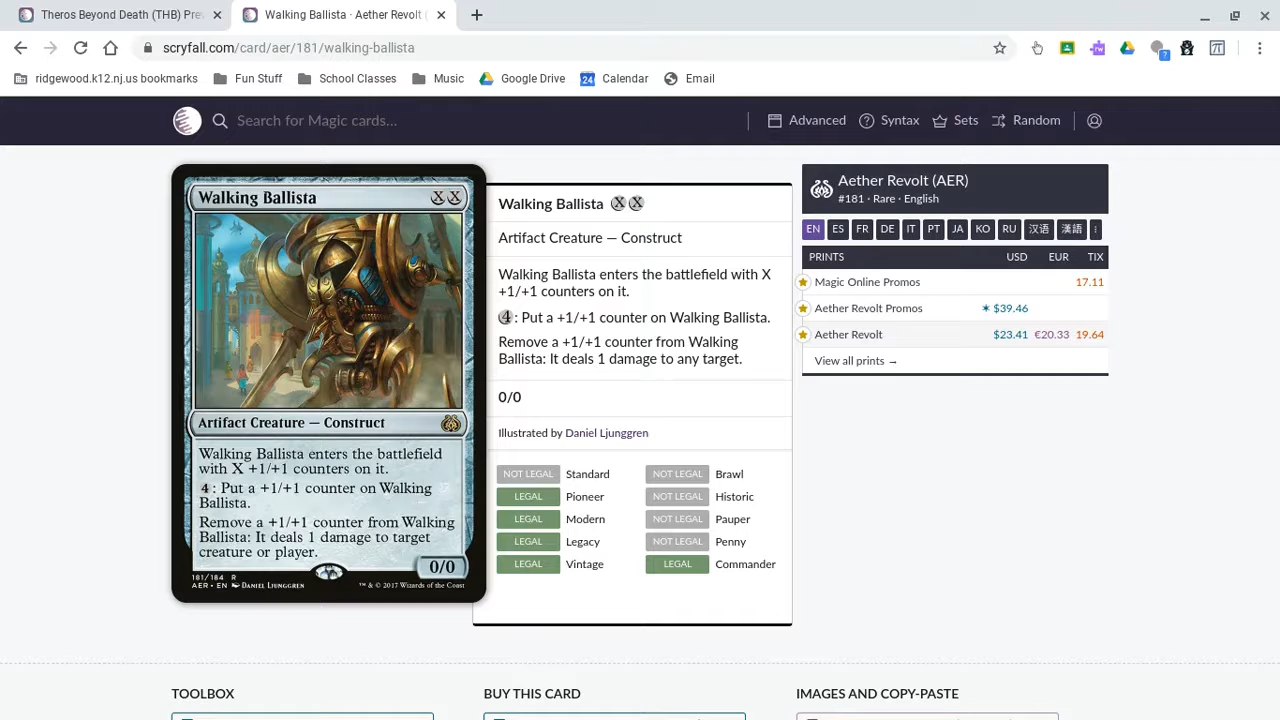 Theros Beyond Death (THB) Prev
Walking Ballista · Aether Revolt (
scryfall.com/card/aer/181/walking-ballista
ridgewood.k12.nj.us bookmarks
Fun Stuff
School Classes
Music
Google Drive
24
Calendar
Email
Search for Magic cards...
Advanced
Syntax
Sets
Random
Walking Ballista XX
Artifact Creature — Construct
Walking Ballista enters the battlefield
with X +1/+1 counters on it.
4: Put a +1/+1 counter on Walking
Ballista.
Remove a +1/+1 counter from Walking
Ballista: It deals 1 damage to target
creature or player.
0/0
181/184 R
AER • EN DANIEL LJUNGGREN
™ & © 2017 Wizards of the Coast
Walking Ballista XX
Artifact Creature — Construct
Walking Ballista enters the battlefield with X
+1/+1 counters on it.
4: Put a +1/+1 counter on Walking Ballista.
Remove a +1/+1 counter from Walking
Ballista: It deals 1 damage to any target.
0/0
Illustrated by Daniel Ljunggren
NOT LEGAL Standard NOT LEGAL Brawl
LEGAL Pioneer NOT LEGAL Historic
LEGAL Modern NOT LEGAL Pauper
LEGAL Legacy NOT LEGAL Penny
LEGAL Vintage LEGAL Commander
Aether Revolt (AER)
#181 · Rare · English
EN ES FR DE IT PT JA KO RU 汉语 漢語
PRINTS USD EUR TIX
Magic Online Promos 17.11
Aether Revolt Promos ✶ $39.46
Aether Revolt $23.41 €20.33 19.64
View all prints →
TOOLBOX
BUY THIS CARD
IMAGES AND COPY-PASTE